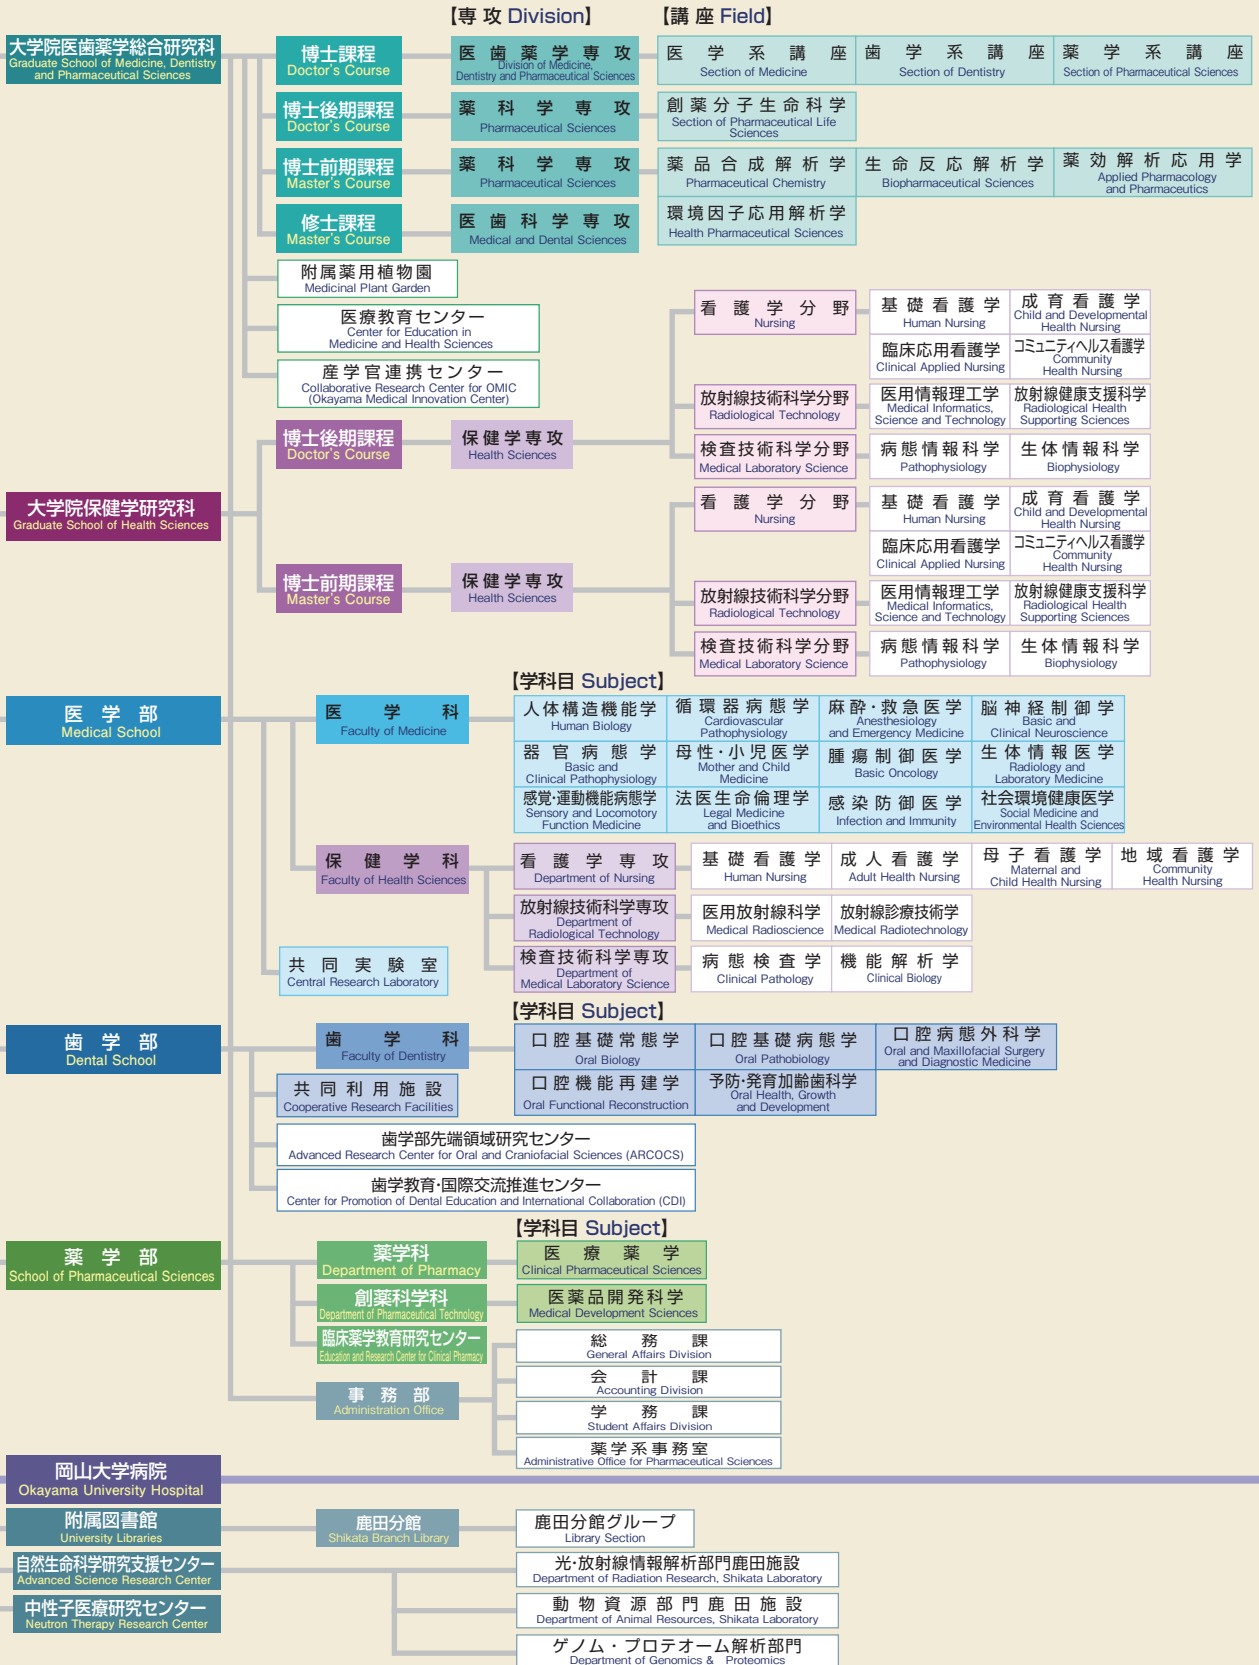 【専 攻 Division】
【講 座 Field】
大学院医歯薬学総合研究科
Graduate School of Medicine, Dentistry
and Pharmaceutical Sciences
博士課程
Doctor's Course
医歯薬学専攻
Division of Medicine,
Dentistry and Pharmaceutical Sciences
医学系講座
Section of Medicine
歯学系講座
Section of Dentistry
薬学系講座
Section of Pharmaceutical Sciences
博士後期課程
Doctor's Course
薬科学専攻
Pharmaceutical Sciences
創薬分子生命科学
Section of Pharmaceutical Life
Sciences
博士前期課程
Master's Course
薬科学専攻
Pharmaceutical Sciences
薬品合成解析学
Pharmaceutical Chemistry
生命反応解析学
Biopharmaceutical Sciences
薬効解析応用学
Applied Pharmacology
and Pharmaceutics
修士課程
Master's Course
医歯科学専攻
Medical and Dental Sciences
環境因子応用解析学
Health Pharmaceutical Sciences
附属薬用植物園
Medicinal Plant Garden
医療教育センター
Center for Education in
Medicine and Health Sciences
産学官連携センター
Collaborative Research Center for OMIC
(Okayama Medical Innovation Center)
大学院保健学研究科
Graduate School of Health Sciences
博士後期課程
Doctor's Course
保健学専攻
Health Sciences
看護学分野
Nursing
基礎看護学
Human Nursing
成育看護学
Child and Developmental
Health Nursing
臨床応用看護学
Clinical Applied Nursing
コミュニティヘルス看護学
Community
Health Nursing
放射線技術科学分野
Radiological Technology
医用情報理工学
Medical Informatics,
Science and Technology
放射線健康支援科学
Radiological Health
Supporting Sciences
検査技術科学分野
Medical Laboratory Science
病態情報科学
Pathophysiology
生体情報科学
Biophysiology
博士前期課程
Master's Course
保健学専攻
Health Sciences
看護学分野
Nursing
基礎看護学
Human Nursing
成育看護学
Child and Developmental
Health Nursing
臨床応用看護学
Clinical Applied Nursing
コミュニティヘルス看護学
Community
Health Nursing
放射線技術科学分野
Radiological Technology
医用情報理工学
Medical Informatics,
Science and Technology
放射線健康支援科学
Radiological Health
Supporting Sciences
検査技術科学分野
Medical Laboratory Science
病態情報科学
Pathophysiology
生体情報科学
Biophysiology
【学科目 Subject】
医学部
Medical School
医学科
Faculty of Medicine
人体構造機能学
Human Biology
循環器病態学
Cardiovascular
Pathophysiology
麻酔・救急医学
Anesthesiology
and Emergency Medicine
脳神経制御学
Basic and
Clinical Neuroscience
器官病態学
Basic and
Clinical Pathophysiology
母性・小児医学
Mother and Child
Medicine
腫瘍制御医学
Basic Oncology
生体情報医学
Radiology and
Laboratory Medicine
感覚・運動機能病態学
Sensory and Locomotory
Function Medicine
法医生命倫理学
Legal Medicine
and Bioethics
感染防御医学
Infection and Immunity
社会環境健康医学
Social Medicine and
Environmental Health Sciences
保健学科
Faculty of Health Sciences
看護学専攻
Department of Nursing
基礎看護学
Human Nursing
成人看護学
Adult Health Nursing
母子看護学
Maternal and
Child Health Nursing
地域看護学
Community
Health Nursing
放射線技術科学専攻
Department of
Radiological Technology
医用放射線科学
Medical Radioscience
放射線診療技術学
Medical Radiotechnology
検査技術科学専攻
Department of
Medical Laboratory Science
病態検査学
Clinical Pathology
機能解析学
Clinical Biology
共同実験室
Central Research Laboratory
【学科目 Subject】
歯学部
Dental School
歯学科
Faculty of Dentistry
口腔基礎常態学
Oral Biology
口腔基礎病態学
Oral Pathobiology
口腔病態外科学
Oral and Maxillofacial Surgery
and Diagnostic Medicine
口腔機能再建学
Oral Functional Reconstruction
予防・発育加齢歯科学
Oral Health, Growth
and Development
共同利用施設
Cooperative Research Facilities
歯学部先端領域研究センター
Advanced Research Center for Oral and Craniofacial Sciences (ARCOCS)
歯学教育・国際交流推進センター
Center for Promotion of Dental Education and International Collaboration (CDI)
【学科目 Subject】
薬学部
School of Pharmaceutical Sciences
薬学科
Department of Pharmacy
医療薬学
Clinical Pharmaceutical Sciences
創薬科学科
Department of Pharmaceutical Technology
医薬品開発科学
Medical Development Sciences
臨床薬学教育研究センター
Education and Research Center for Clinical Pharmacy
事務部
Administration Office
総務課
General Affairs Division
会計課
Accounting Division
学務課
Student Affairs Division
薬学系事務室
Administrative Office for Pharmaceutical Sciences
岡山大学病院
Okayama University Hospital
附属図書館
University Libraries
鹿田分館
Shikata Branch Library
鹿田分館グループ
Library Section
自然生命科学研究支援センター
Advanced Science Research Center
光・放射線情報解析部門鹿田施設
Department of Radiation Research, Shikata Laboratory
動物資源部門鹿田施設
Department of Animal Resources, Shikata Laboratory
ゲノム・プロテオーム解析部門
Department of Genomics & Proteomics
中性子医療研究センター
Neutron Therapy Research Center